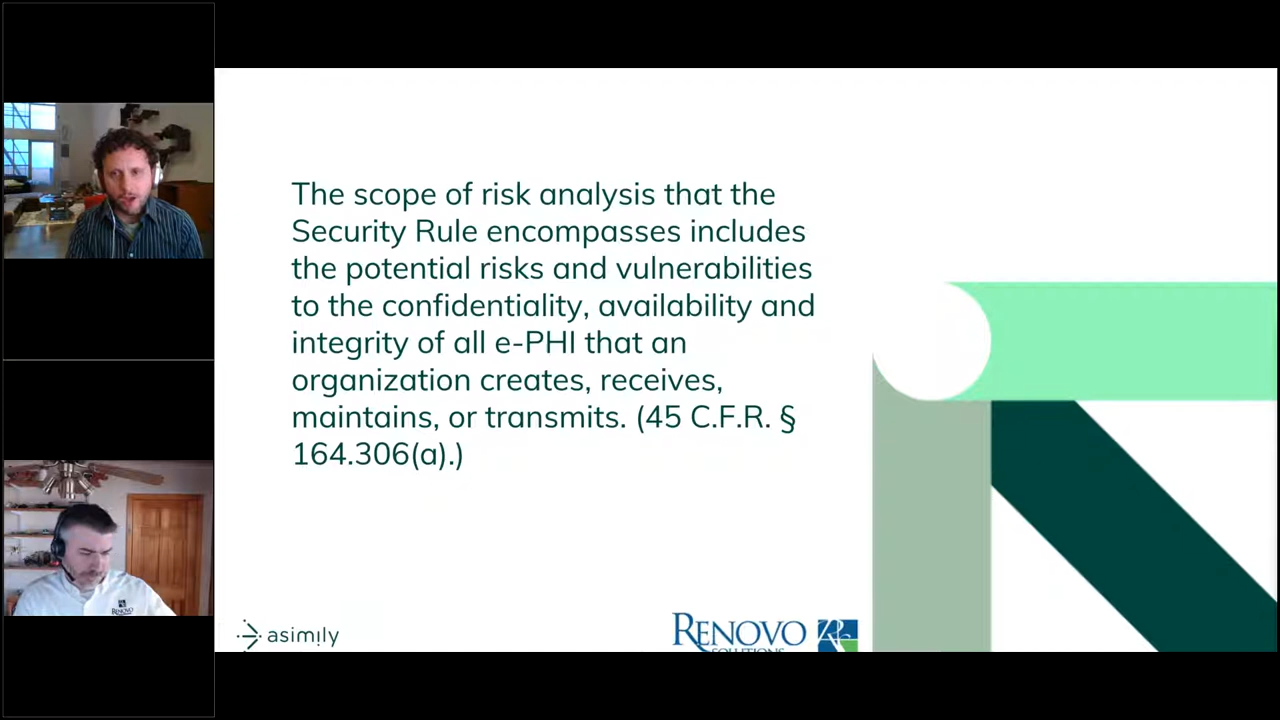 The scope of risk analysis that the
Security Rule encompasses includes
the potential risks and vulnerabilities
to the confidentiality, availability and
integrity of all e-PHI that an
organization creates, receives,
maintains, or transmits. (45 C.F.R. §
164.306(a).)
asimily
RENOVO
SOLUTIONS
RENOVO